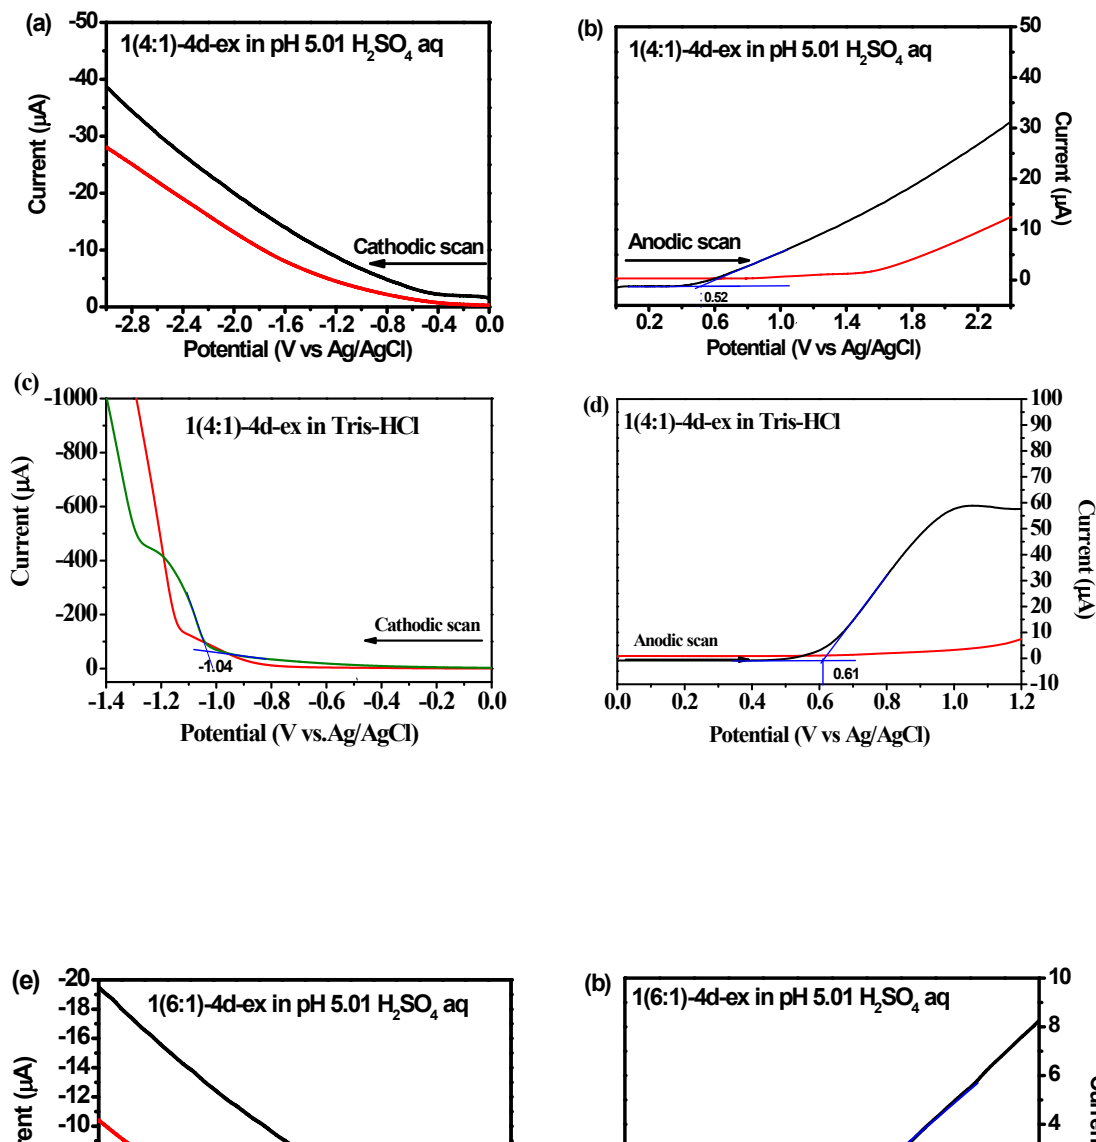 (a)
1(4:1)-4d-ex in pH 5.01 H2SO4 aq
-50
-40
-30
-20
-10
0
Current (μA)
Cathodic scan
-2.8 -2.4 -2.0 -1.6 -1.2 -0.8 -0.4 0.0
Potential (V vs Ag/AgCl)
(b)
1(4:1)-4d-ex in pH 5.01 H2SO4 aq
50
40
30
20
10
0
Current (μA)
Anodic scan
0.52
0.2 0.6 1.0 1.4 1.8 2.2
Potential (V vs Ag/AgCl)
(c)
1(4:1)-4d-ex in Tris-HCl
-1000
-800
-600
-400
-200
0
Current (μA)
Cathodic scan
-1.04
-1.4 -1.2 -1.0 -0.8 -0.6 -0.4 -0.2 0.0
Potential (V vs.Ag/AgCl)
(d)
1(4:1)-4d-ex in Tris-HCl
100
90
80
70
60
50
40
30
20
10
0
-10
Current (μA)
Anodic scan
0.61
0.0 0.2 0.4 0.6 0.8 1.0 1.2
Potential (V vs Ag/AgCl)
(e)
1(6:1)-4d-ex in pH 5.01 H2SO4 aq
-20
-18
-16
-14
-12
-10
rent (μA)
(b)
1(6:1)-4d-ex in pH 5.01 H2SO4 aq
10
8
6
4